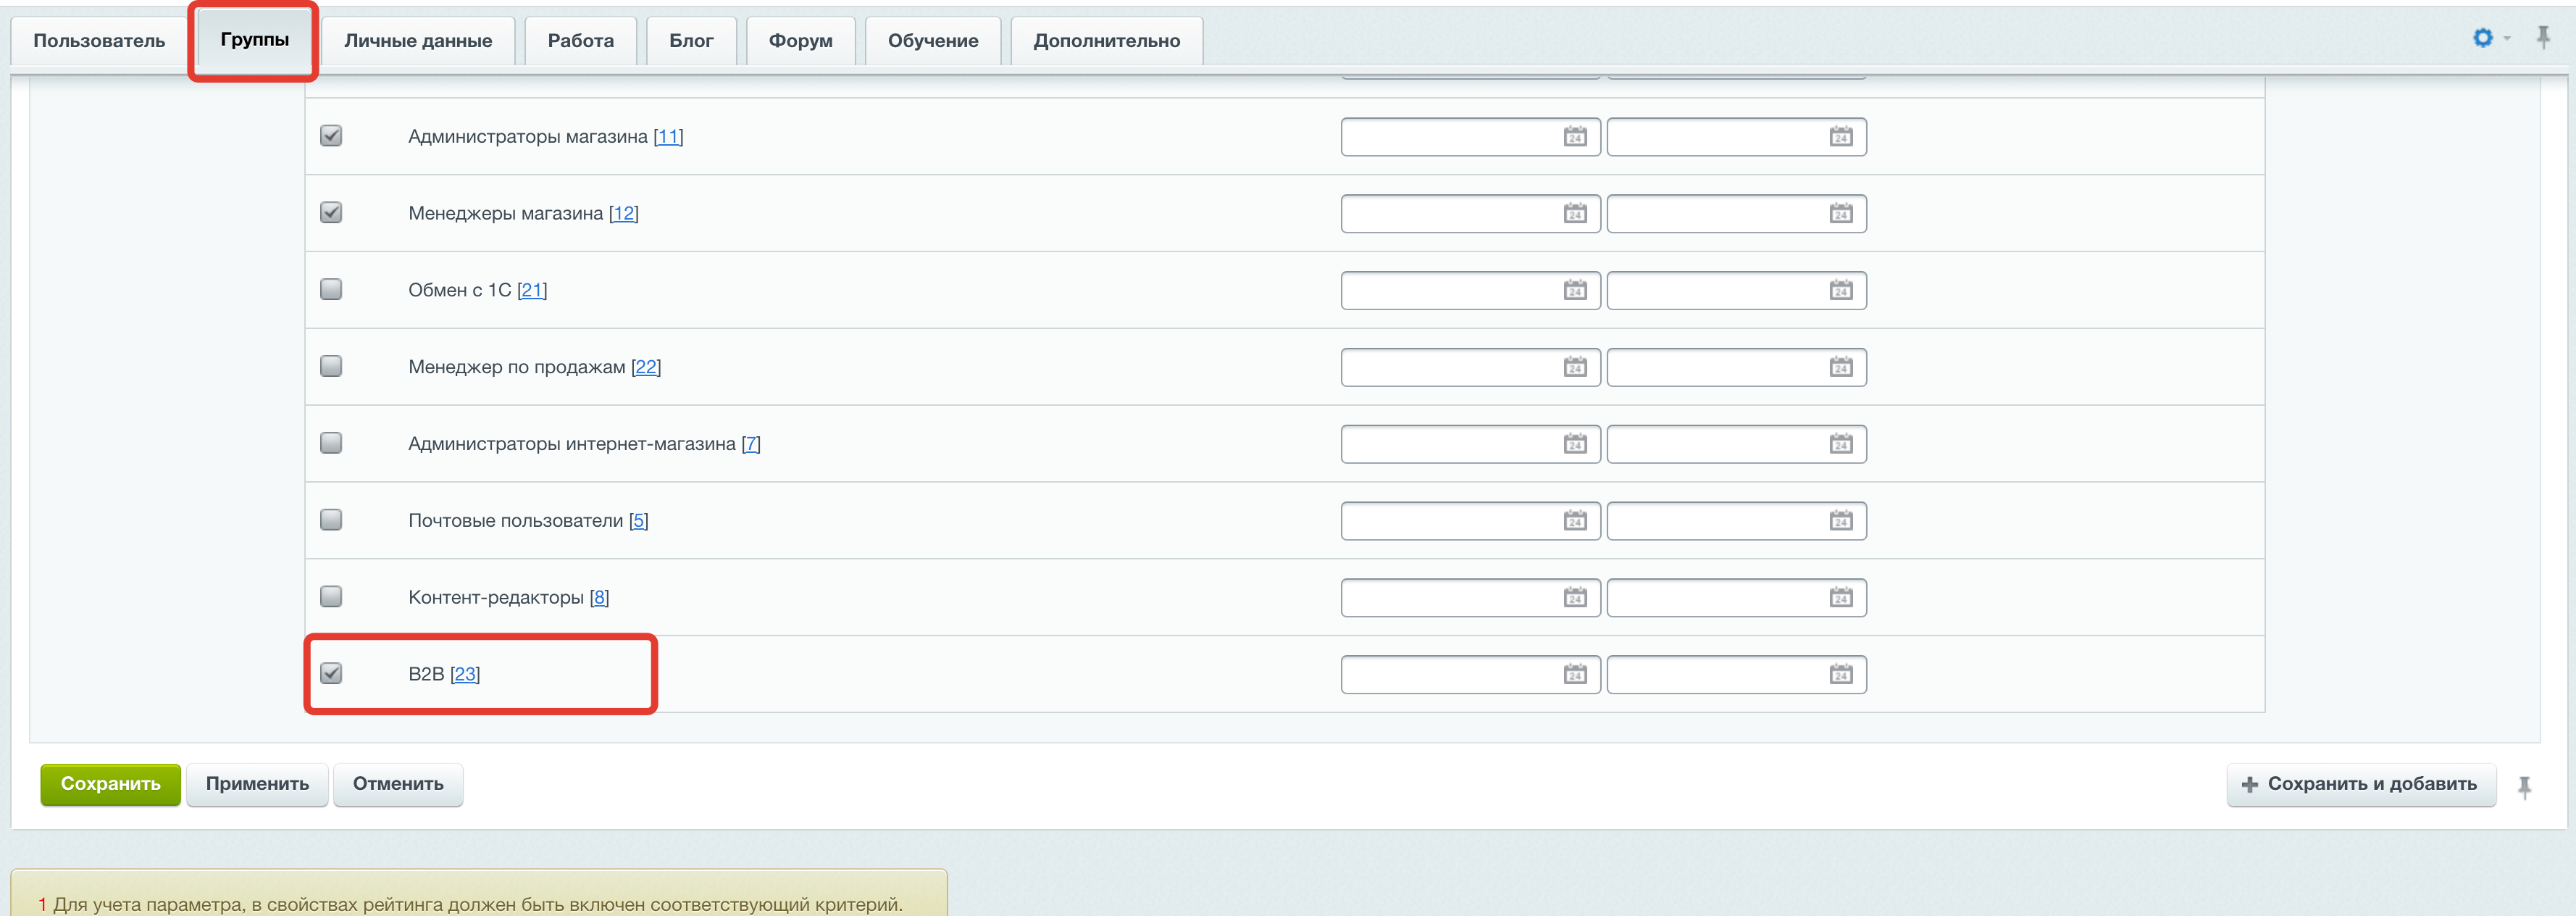 Пользователь Группы Личные данные Работа Блог Форум Обучение Дополнительно
Администраторы магазина [11]
Менеджеры магазина [12]
Обмен с 1С [21]
Менеджер по продажам [22]
Администраторы интернет-магазина [7]
Почтовые пользователи [5]
Контент-редакторы [8]
B2B [23]
Сохранить Применить Отменить Сохранить и добавить
1 Для учета параметра, в свойствах рейтинга должен быть включен соответствующий критерий.